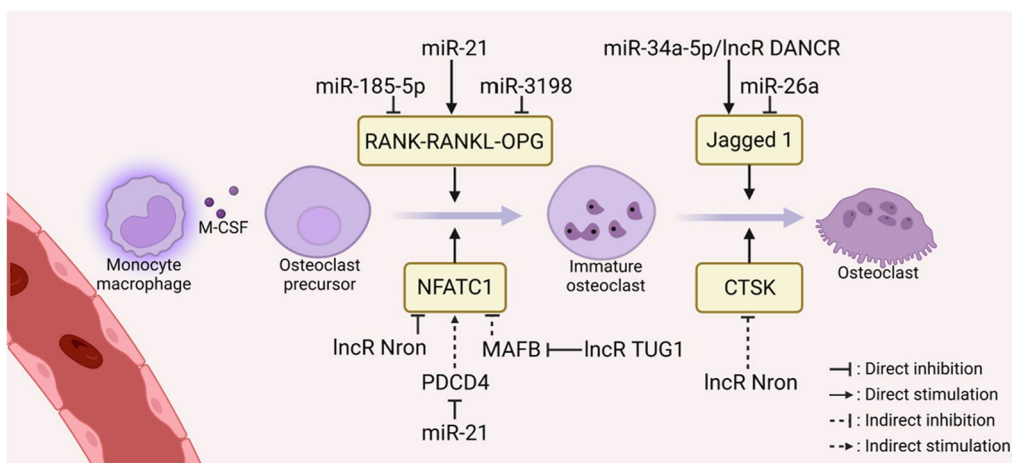 miR-21
miR-34a-5p/lncR DANCR
miR-185-5p
miR-3198
miR-26a
RANK-RANKL-OPG
Jagged 1
M-CSF
Monocyte
macrophage
Osteoclast
precursor
Immature
osteoclast
Osteoclast
NFATC1
CTSK
lncR Nron
MAFB
lncR TUG1
PDCD4
lncR Nron
miR-21
: Direct inhibition
: Direct stimulation
: Indirect inhibition
: Indirect stimulation